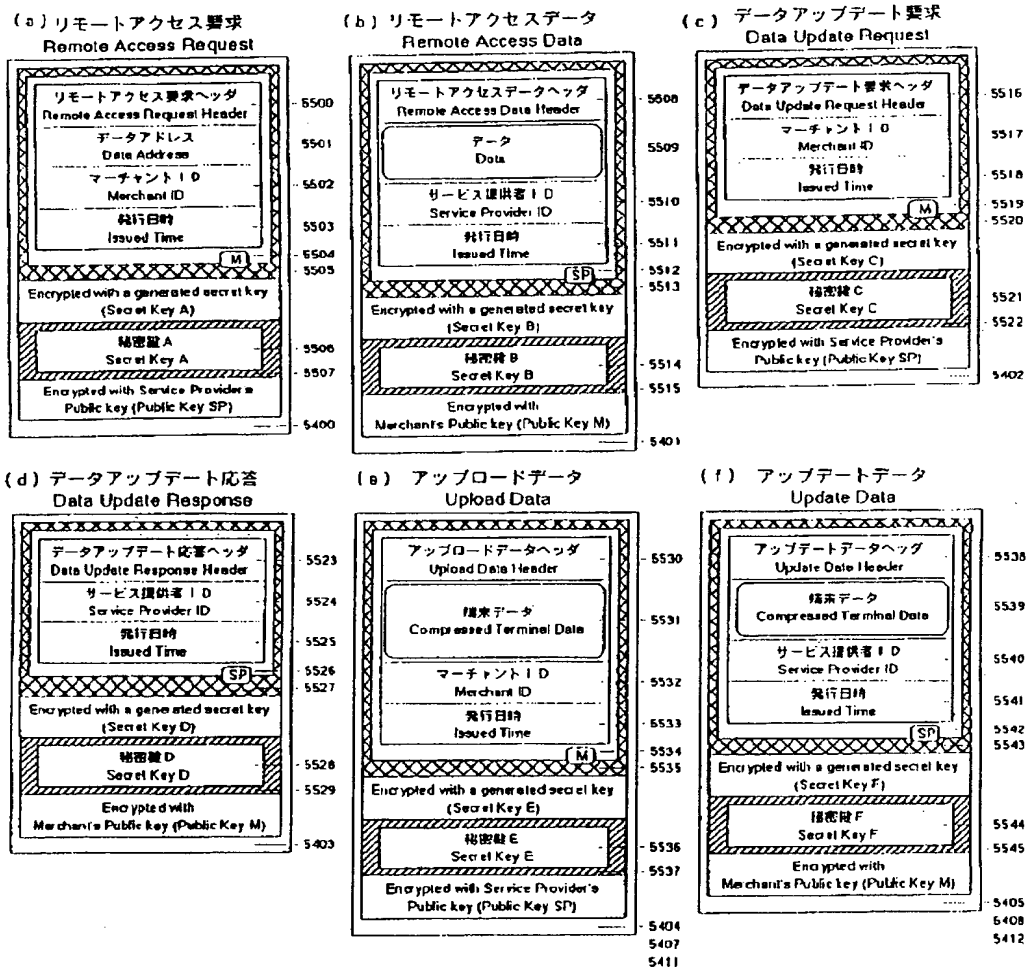 (a) リモートアクセス要求
Remote Access Request
リモートアクセス要求ヘッダ
Remote Access Request Header
データアドレス
Data Address
マーチャントID
Merchant ID
発行日時
Issued Time
M
Encrypted with a generated secret key
(Secret Key A)
秘密鍵A
Secret Key A
Encrypted with Service Provider's
Public key (Public Key SP)
5500
5501
5502
5503
5504
5505
5506
5507
5400
(b) リモートアクセスデータ
Remote Access Data
リモートアクセスデータヘッダ
Remote Access Data Header
データ
Data
サービス提供者ID
Service Provider ID
発行日時
Issued Time
SP
Encrypted with a generated secret key
(Secret Key B)
秘密鍵B
Secret Key B
Encrypted with
Merchant's Public key (Public Key M)
5508
5509
5510
5511
5512
5513
5514
5515
5401
(c) データアップデート要求
Data Update Request
データアップデート要求ヘッダ
Data Update Request Header
マーチャントID
Merchant ID
発行日時
Issued Time
M
Encrypted with a generated secret key
(Secret Key C)
秘密鍵C
Secret Key C
Encrypted with Service Provider's
Public key (Public Key SP)
5516
5517
5518
5519
5520
5521
5522
5402
(d) データアップデート応答
Data Update Response
データアップデート応答ヘッダ
Data Update Response Header
サービス提供者ID
Service Provider ID
発行日時
Issued Time
SP
Encrypted with a generated secret key
(Secret Key D)
秘密鍵D
Secret Key D
Encrypted with
Merchant's Public key (Public Key M)
5523
5524
5525
5526
5527
5528
5529
5403
(e) アップロードデータ
Upload Data
アップロードデータヘッダ
Upload Data Header
端末データ
Compressed Terminal Data
マーチャントID
Merchant ID
発行日時
Issued Time
M
Encrypted with a generated secret key
(Secret Key E)
秘密鍵E
Secret Key E
Encrypted with Service Provider's
Public key (Public Key SP)
5530
5531
5532
5533
5534
5535
5536
5537
5404
5407
5411
(f) アップデートデータ
Update Data
アップデートデータヘッダ
Update Data Header
端末データ
Compressed Terminal Data
サービス提供者ID
Service Provider ID
発行日時
Issued Time
SP
Encrypted with a generated secret key
(Secret Key F)
秘密鍵F
Secret Key F
Encrypted with
Merchant's Public key (Public Key M)
5538
5539
5540
5541
5542
5543
5544
5545
5405
5408
5412